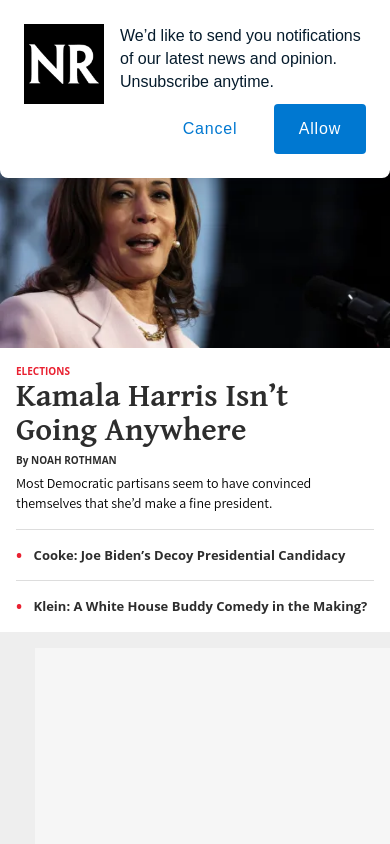 NR
We’d like to send you notifications
of our latest news and opinion.
Unsubscribe anytime.
Cancel
Allow
ELECTIONS
Kamala Harris Isn’t
Going Anywhere
By NOAH ROTHMAN
Most Democratic partisans seem to have convinced
themselves that she’d make a fine president.
• Cooke: Joe Biden’s Decoy Presidential Candidacy
• Klein: A White House Buddy Comedy in the Making?